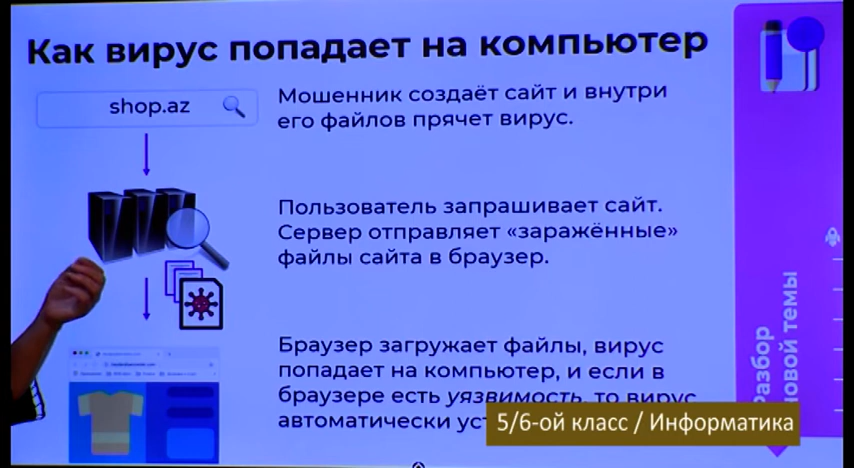 Как вирус попадает на компьютер
shop.az
Мошенник создаёт сайт и внутри
его файлов прячет вирус.
Пользователь запрашивает сайт.
Сервер отправляет «заражённые»
файлы сайта в браузер.
Браузер загружает файлы, вирус
попадает на компьютер, и если в
браузере есть уязвимость, то вирус
автоматически
Разбор
новой темы
5/6-ой класс / Информатика